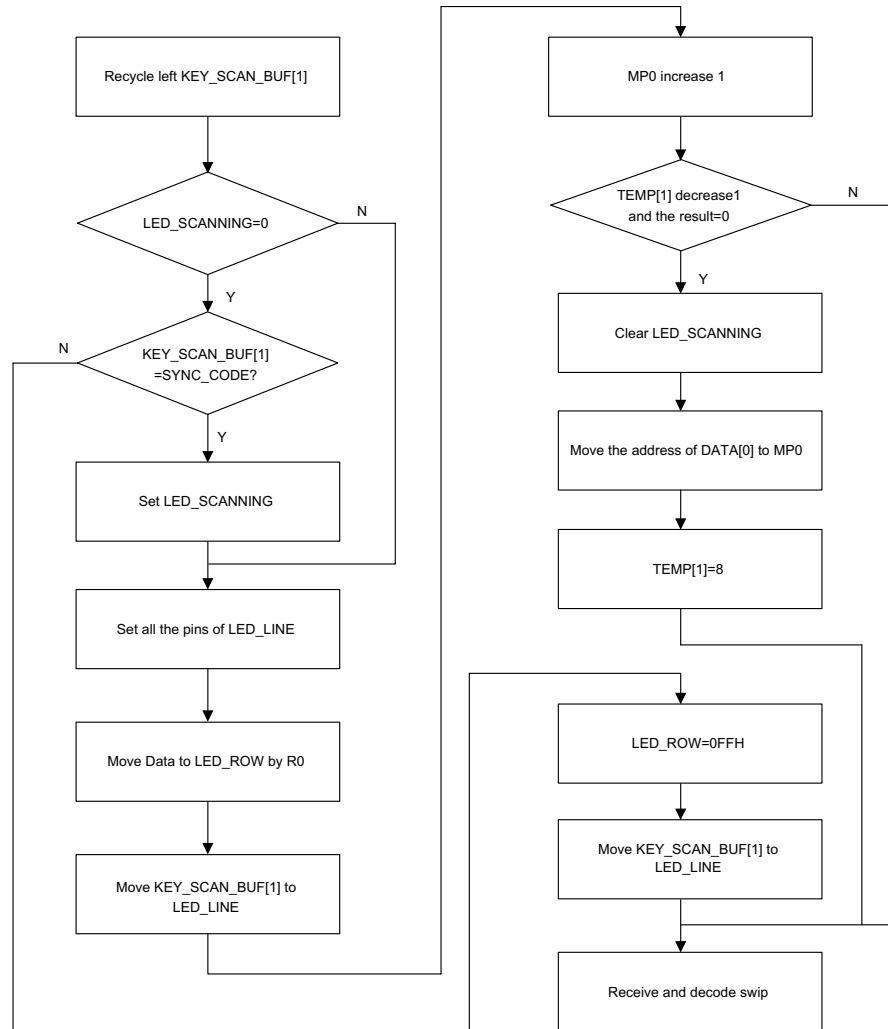 Recycle left KEY_SCAN_BUF[1]
LED_SCANNING=0
N
Y
N
KEY_SCAN_BUF[1]
=SYNC_CODE?
Y
Set LED_SCANNING
Set all the pins of LED_LINE
Move Data to LED_ROW by R0
Move KEY_SCAN_BUF[1] to
LED_LINE
MP0 increase 1
TEMP[1] decrease1
and the result=0
N
Y
Clear LED_SCANNING
Move the address of DATA[0] to MP0
TEMP[1]=8
LED_ROW=0FFH
Move KEY_SCAN_BUF[1] to
LED_LINE
Receive and decode swip